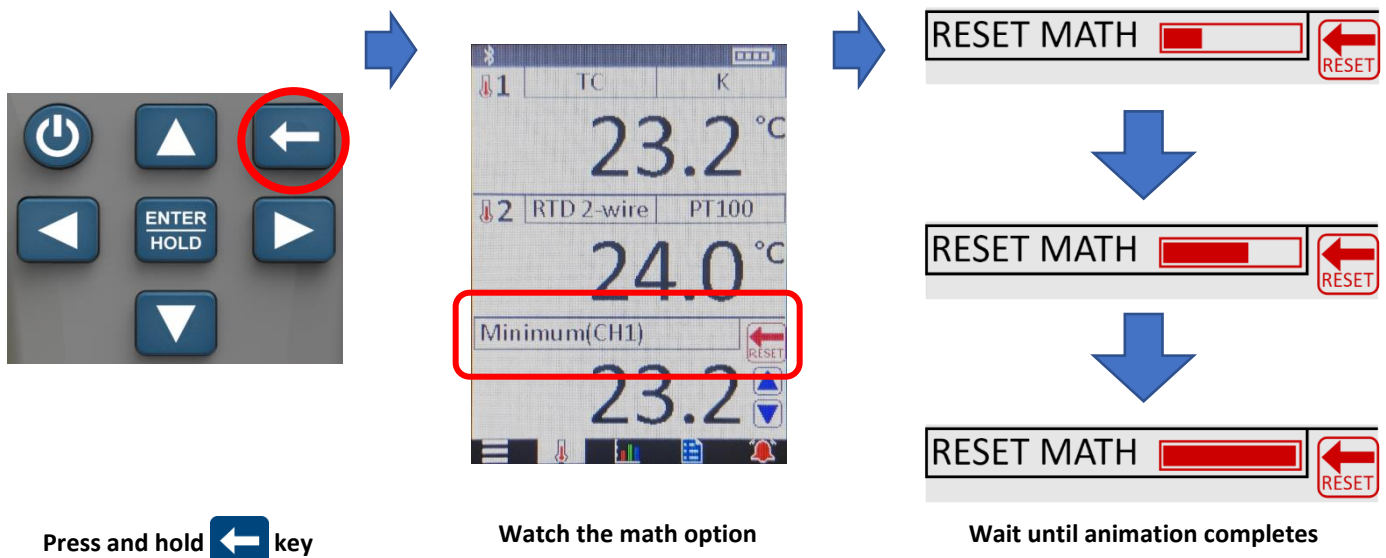 ENTER
HOLD
Press and hold key
1 TC K
23.2 °C
2 RTD 2-wire PT100
24.0 °C
Minimum(CH1)
RESET
23.2
Watch the math option
RESET MATH
RESET
RESET MATH
RESET
RESET MATH
RESET
Wait until animation completes